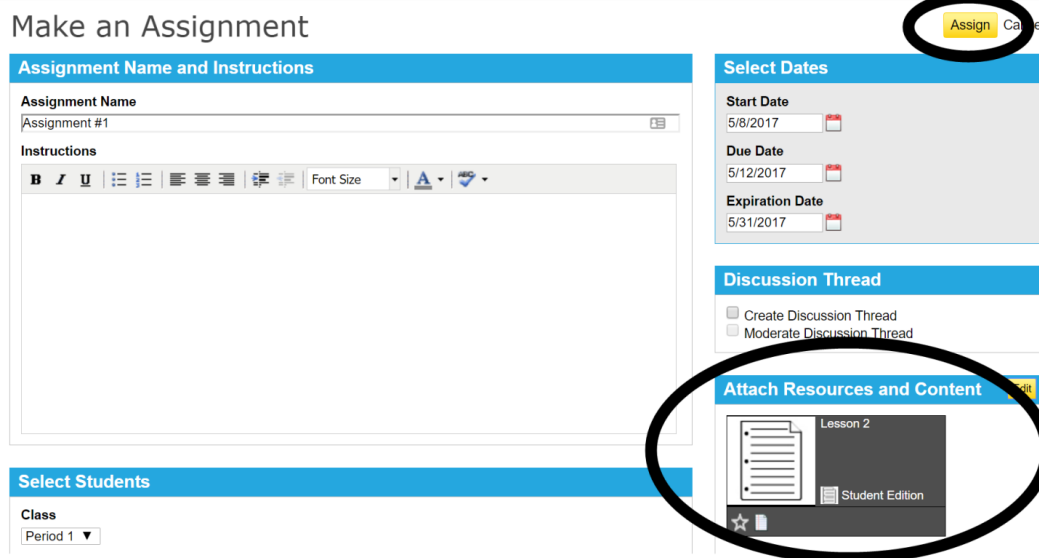 Make an Assignment
Assign
Assignment Name and Instructions
Assignment Name
Assignment #1
Instructions
B I U Font Size A ABC
Select Students
Class
Period 1
Select Dates
Start Date
5/8/2017
Due Date
5/12/2017
Expiration Date
5/31/2017
Discussion Thread
Create Discussion Thread
Moderate Discussion Thread
Attach Resources and Content
Lesson 2
Student Edition